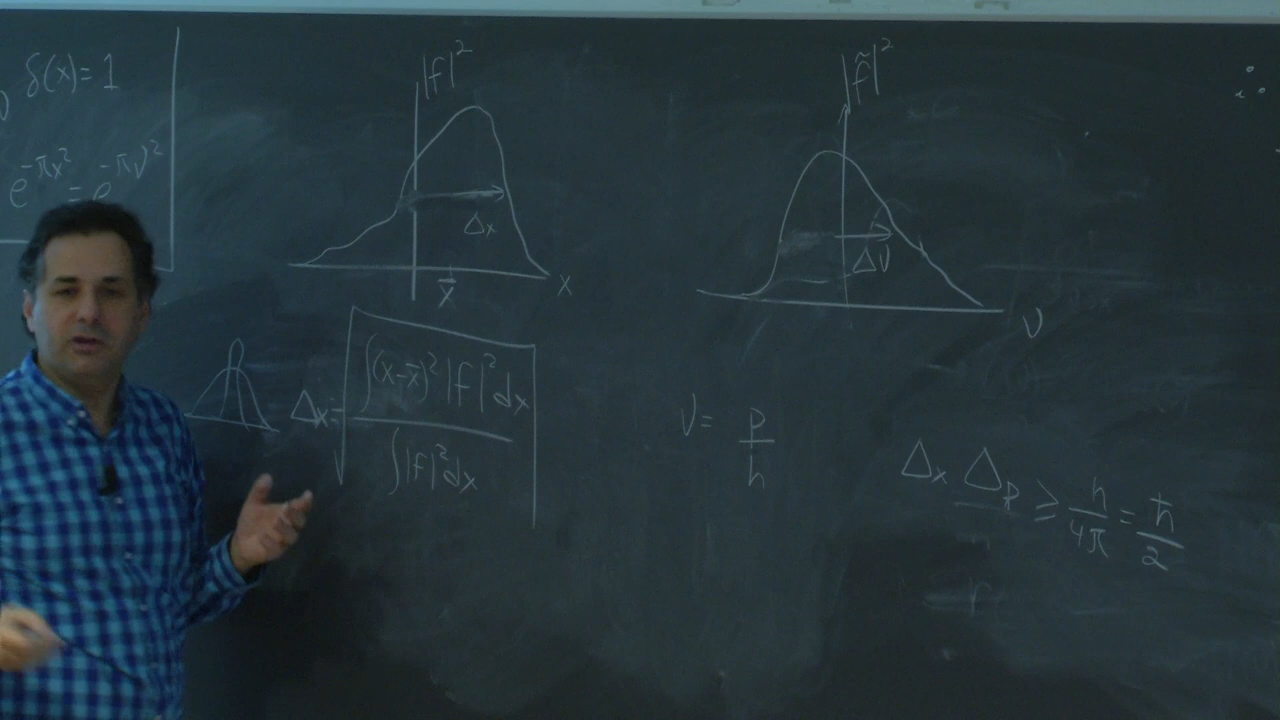 δ(x)=1
e^{-πx²} = e^{-πν²}
|f|²
Δx
x̄
x
|f̃|²
Δν
ν
Δx = √(∫(x-x̄)²|f|²dx / ∫|f|²dx)
ν = p/h
Δx Δp ≥ h/4π = ħ/2